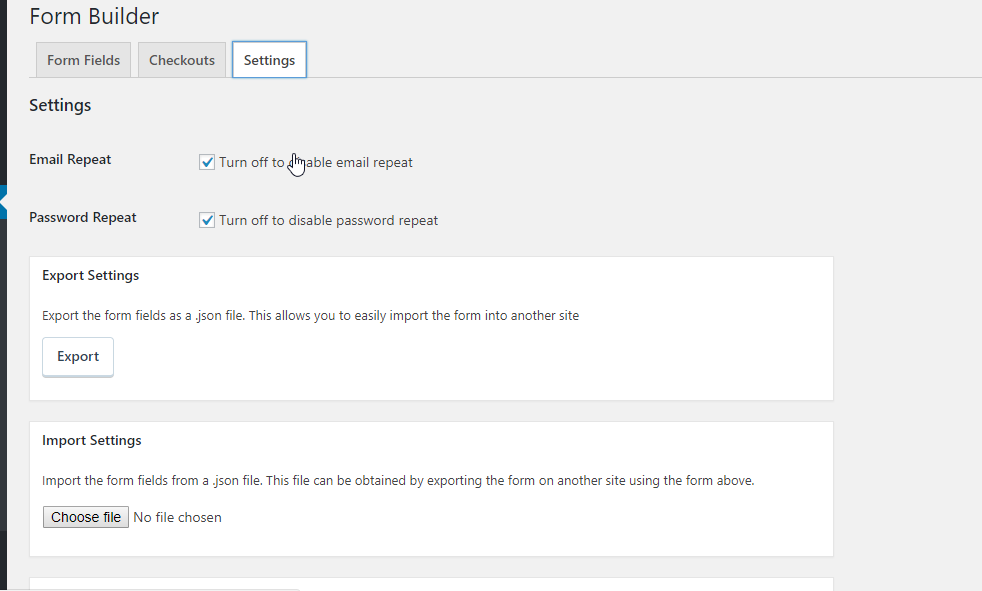 Form Builder
Form Fields
Checkouts
Settings
Settings
Email Repeat
Turn off to able email repeat
Password Repeat
Turn off to disable password repeat
Export Settings
Export the form fields as a .json file. This allows you to easily import the form into another site
Export
Import Settings
Import the form fields from a .json file. This file can be obtained by exporting the form on another site using the form above.
Choose file No file chosen